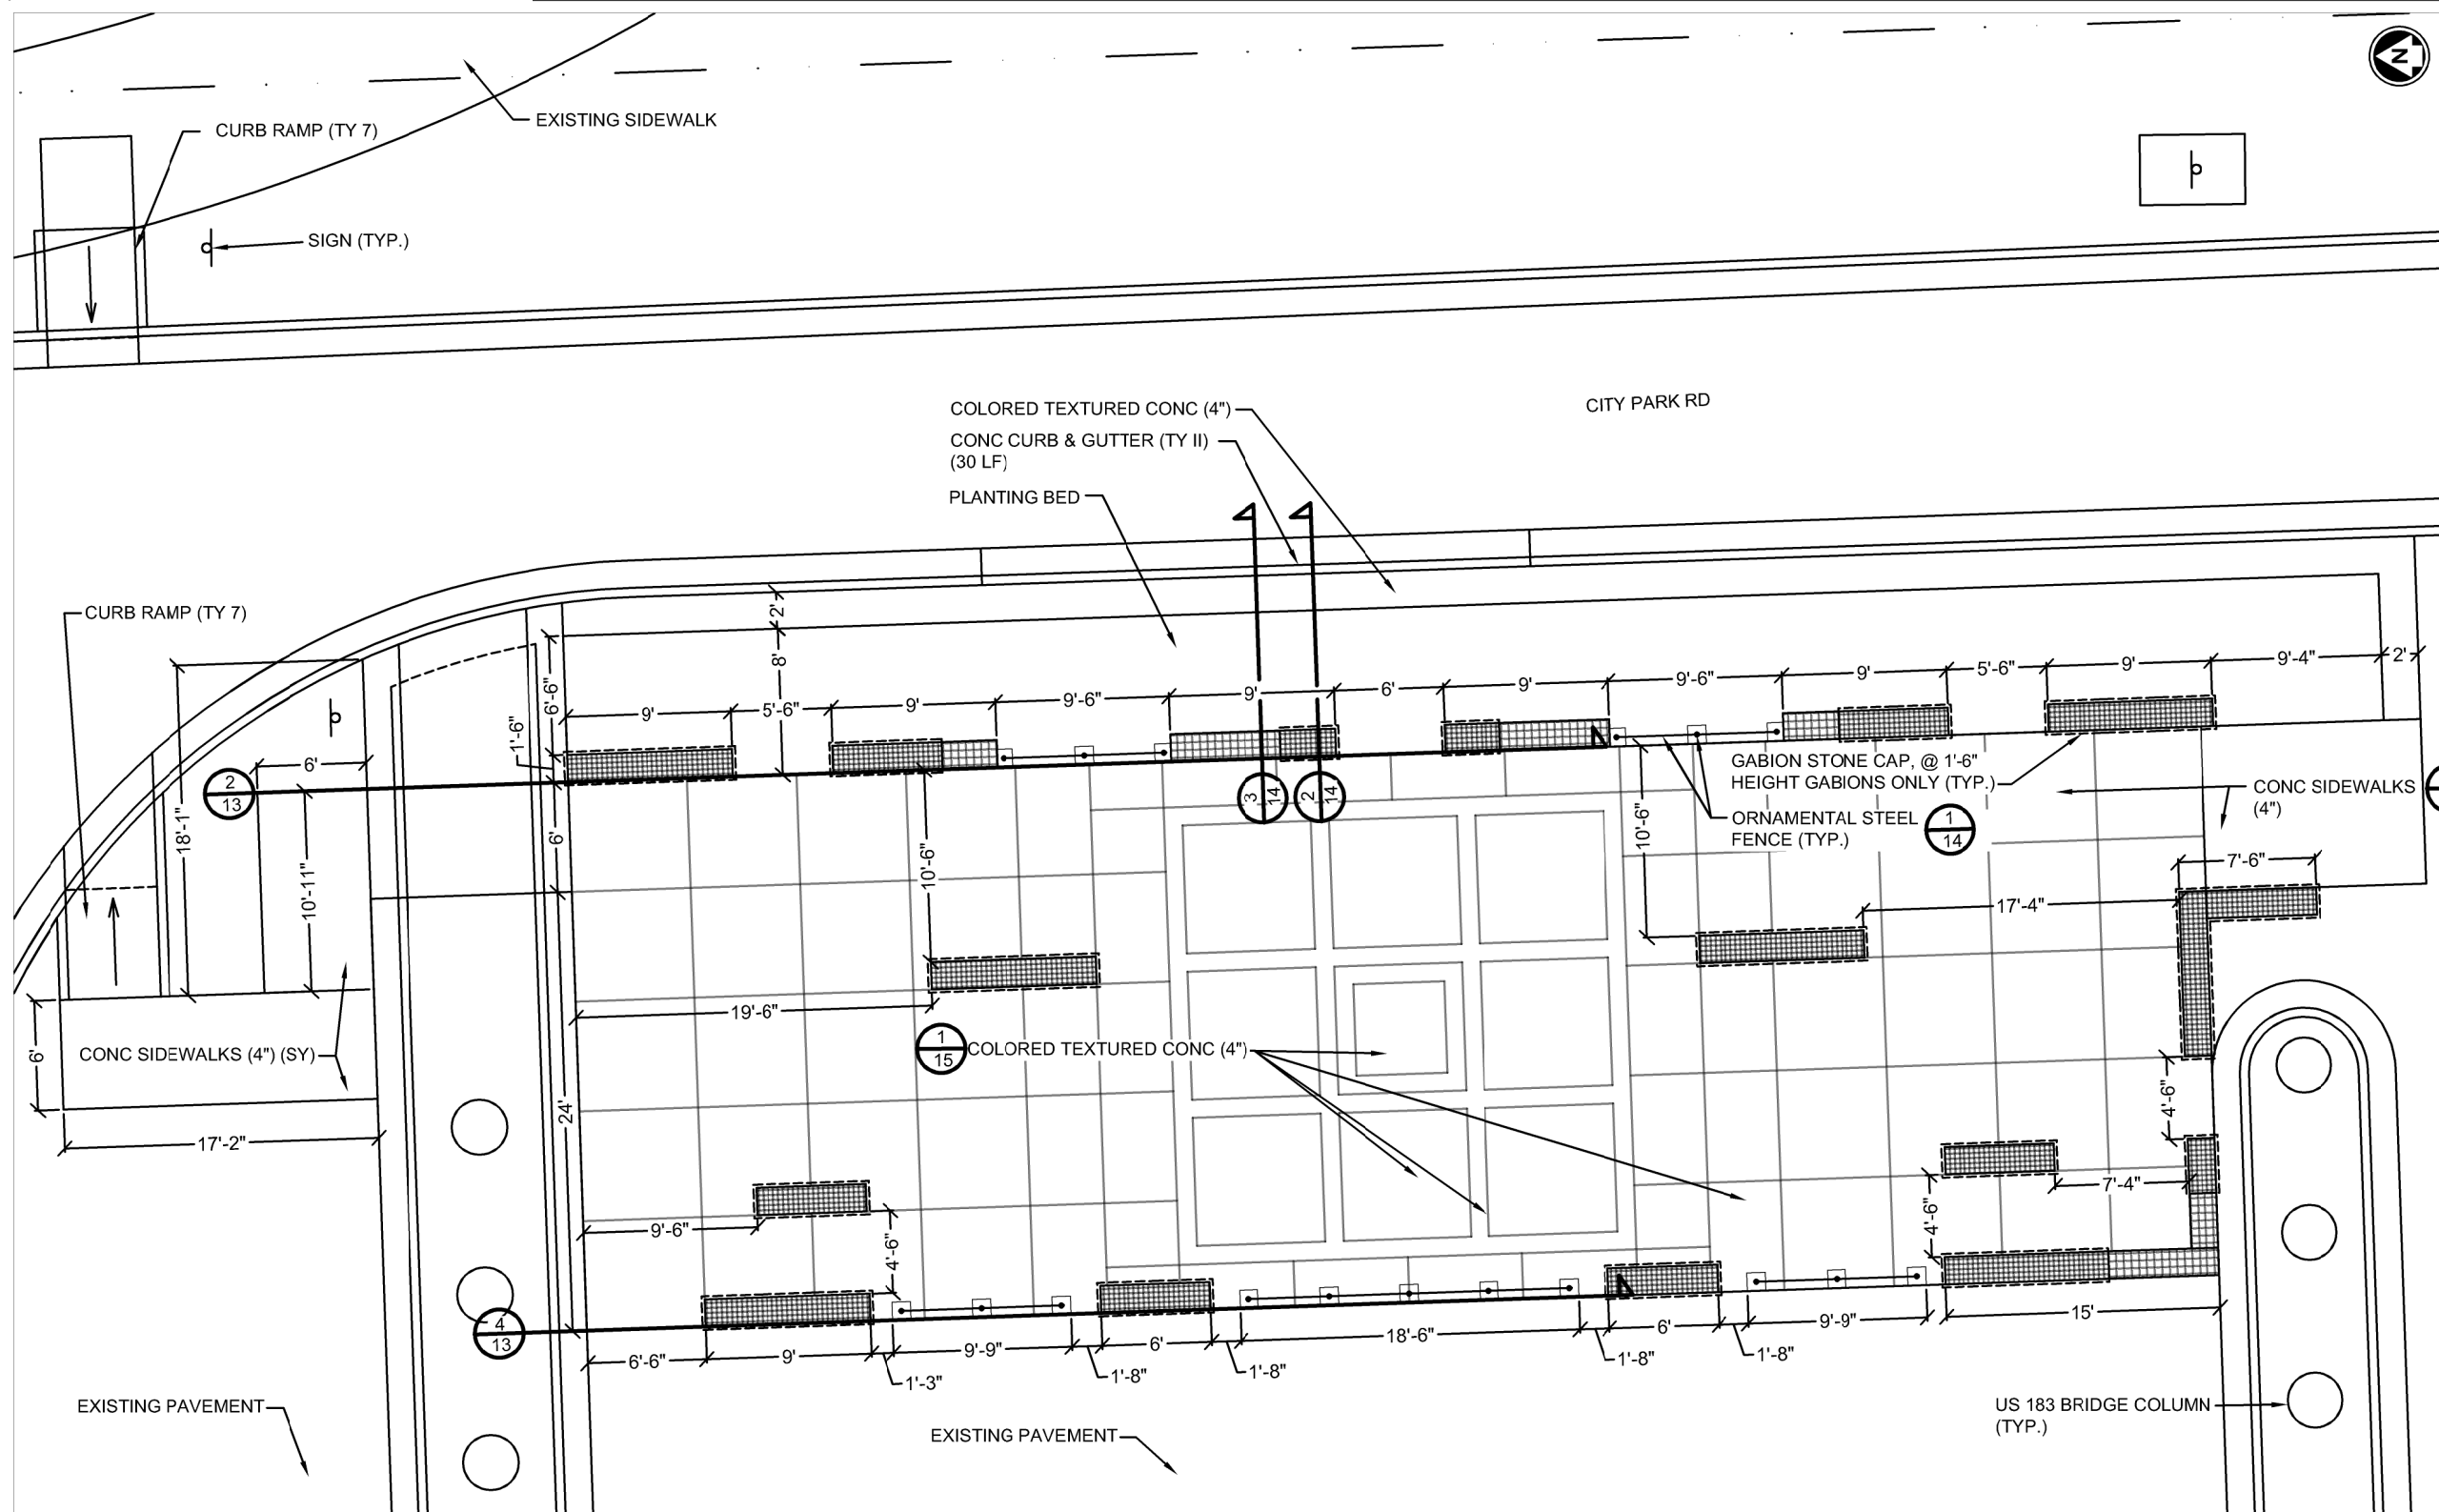 N
CURB RAMP (TY 7)
EXISTING SIDEWALK
SIGN (TYP.)
CITY PARK RD
COLORED TEXTURED CONC (4")
CONC CURB & GUTTER (TY II)
(30 LF)
PLANTING BED
CURB RAMP (TY 7)
2'
8'
6'-6"
1'-6"
9'
5'-6"
9'
9'-6"
9'
6'
9'
9'-6"
9'
5'-6"
9'
9'-4"
2'
GABION STONE CAP, @ 1'-6"
HEIGHT GABIONS ONLY (TYP.)
ORNAMENTAL STEEL
FENCE (TYP.)
1
14
CONC SIDEWALKS
(4")
2
13
6'
18'-1"
10'-11"
6'
3
14
2
14
10'-6"
10'-6"
7'-6"
17'-4"
19'-6"
1
15
COLORED TEXTURED CONC (4")
CONC SIDEWALKS (4") (SY)
6'
17'-2"
24'
4'-6"
7'-4"
4'-6"
9'-6"
4'-6"
4
13
6'-6"
9'
1'-3"
9'-9"
1'-8"
6'
1'-8"
18'-6"
1'-8"
6'
1'-8"
9'-9"
15'
EXISTING PAVEMENT
EXISTING PAVEMENT
US 183 BRIDGE COLUMN
(TYP.)